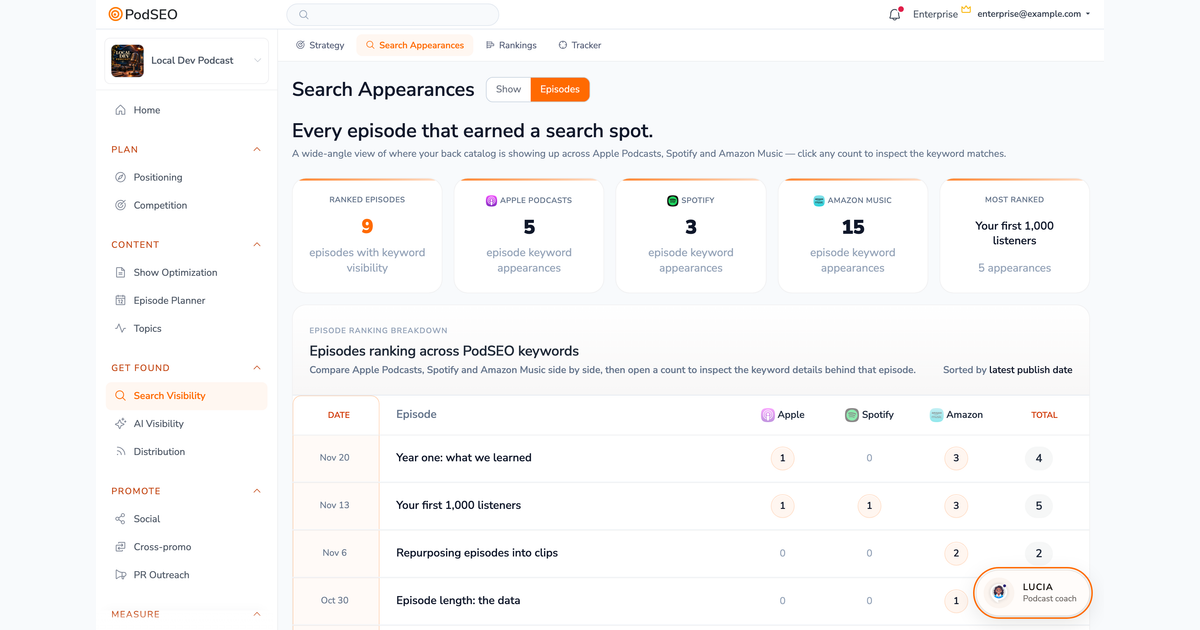 PodSEO
Enterprise
enterprise@example.com
LOCAL DEV
Local Dev Podcast
Strategy
Search Appearances
Rankings
Tracker
Home
PLAN
Positioning
Competition
CONTENT
Show Optimization
Episode Planner
Topics
GET FOUND
Search Visibility
AI Visibility
Distribution
PROMOTE
Social
Cross-promo
PR Outreach
MEASURE
Search Appearances
Show
Episodes
Every episode that earned a search spot.
A wide-angle view of where your back catalog is showing up across Apple Podcasts, Spotify and Amazon Music — click any count to inspect the keyword matches.
RANKED EPISODES
9
episodes with keyword
visibility
APPLE PODCASTS
5
episode keyword
appearances
SPOTIFY
3
episode keyword
appearances
AMAZON MUSIC
15
episode keyword
appearances
MOST RANKED
Your first 1,000
listeners
5 appearances
EPISODE RANKING BREAKDOWN
Episodes ranking across PodSEO keywords
Compare Apple Podcasts, Spotify and Amazon Music side by side, then open a count to inspect the keyword details behind that episode.
Sorted by latest publish date
DATE Episode Apple Spotify Amazon TOTAL
Nov 20 Year one: what we learned 1 0 3 4
Nov 13 Your first 1,000 listeners 1 1 3 5
Nov 6 Repurposing episodes into clips 0 0 2 2
Oct 30 Episode length: the data 0 0 1
LUCIA
Podcast coach